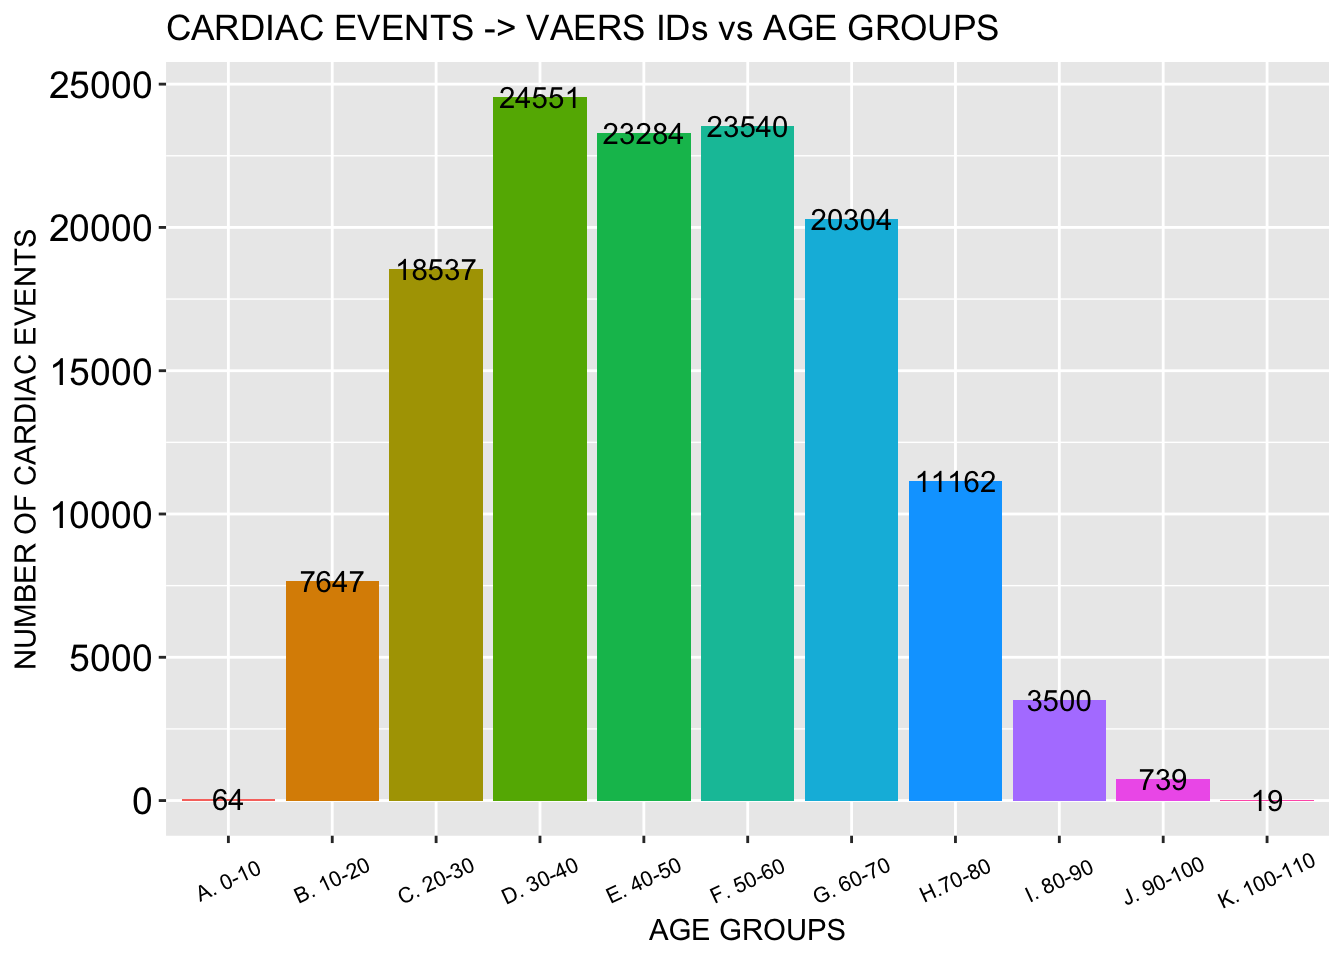 CARDIAC EVENTS -> VAERS IDs vs AGE GROUPS
NUMBER OF CARDIAC EVENTS
25000
20000
15000
10000
5000
0
64
7647
18537
24551
23284
23540
20304
11162
3500
739
19
A. 0-10
B. 10-20
C. 20-30
D. 30-40
E. 40-50
F. 50-60
G. 60-70
H.70-80
I. 80-90
J. 90-100
K. 100-110
AGE GROUPS